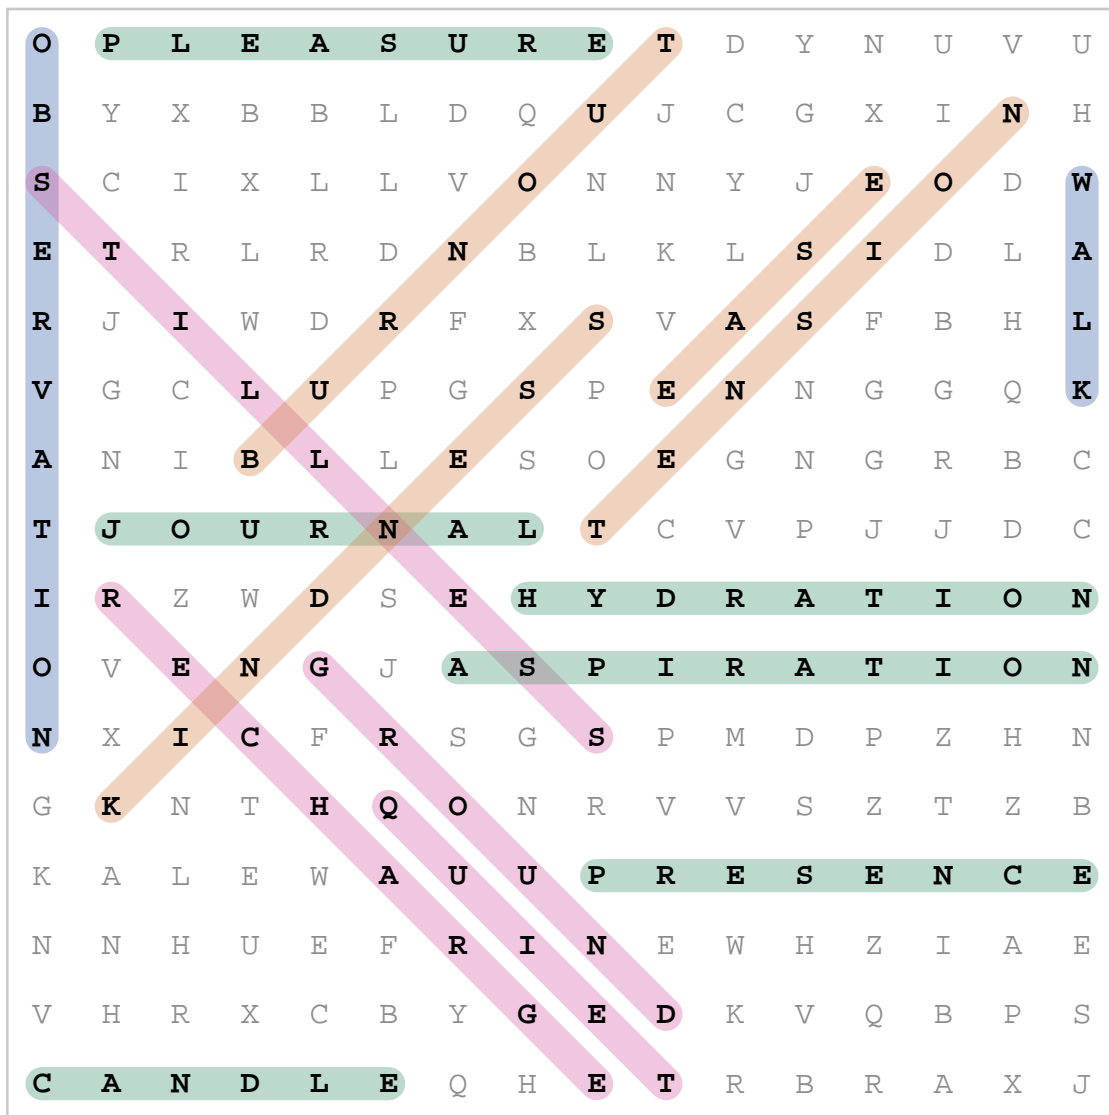 O P L E A S U R E T D Y N U V U
B Y X B B L D Q U J C G X I N H
S C I X L L V O N N Y J E O D W
E T R L R D N B L K L S I D L A
R J I W D R F X S V A S F B H L
V G C L U P G S P E N N G G Q K
A N I B L L E S O E G N G R B C
T J O U R N A L T C V P J J D C
I R Z W D S E H Y D R A T I O N
O V E N G J A S P I R A T I O N
N X I C F R S G S P M D P Z H N
G K N T H Q O N R V V S Z T Z B
K A L E W A U U P R E S E N C E
N N H U E F R I N E W H Z I A E
V H R X C B Y G E D K V Q B P S
C A N D L E Q H E T R B R A X J